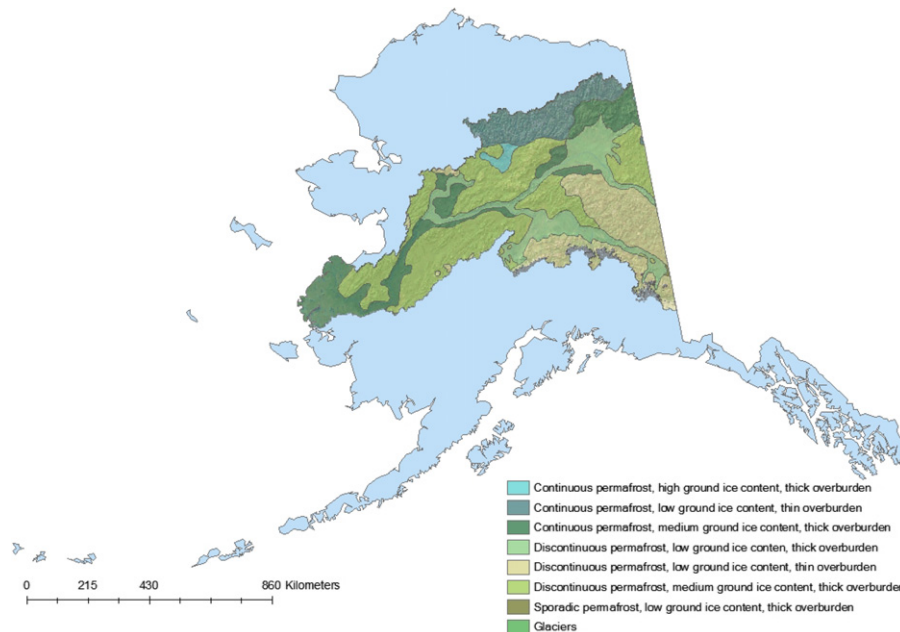 Continuous permafrost, high ground ice content, thick overburden
Continuous permafrost, low ground ice content, thin overburden
Continuous permafrost, medium ground ice content, thick overburden
Discontinuous permafrost, low ground ice conten, thick overburden
Discontinuous permafrost, low ground ice content, thin overburden
Discontinuous permafrost, medium ground ice content, thick overburden
Sporadic permafrost, low ground ice content, thick overburden
Glaciers
0 215 430 860 Kilometers